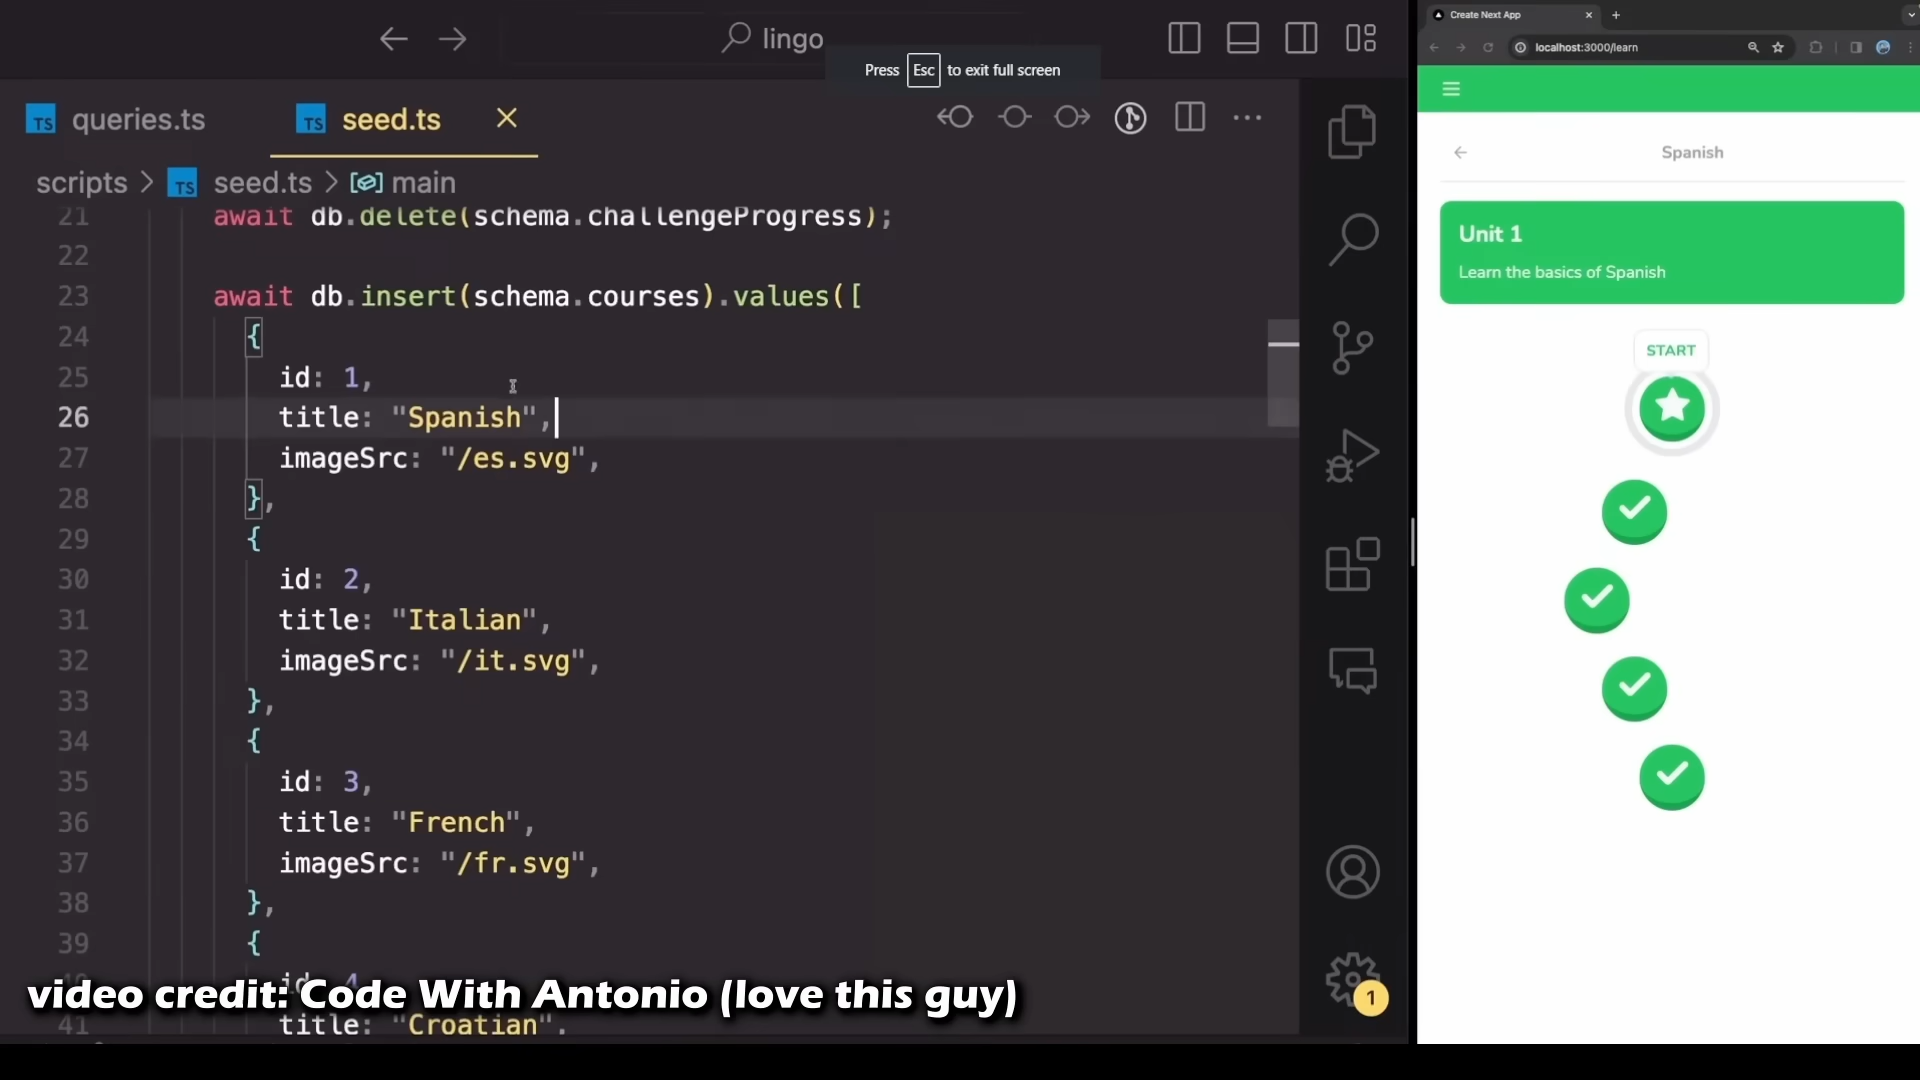 lingo
Press Esc to exit full screen
TS queries.ts
TS seed.ts
scripts > TS seed.ts > main
21 await db.delete(schema.challengeProgress);
22
23 await db.insert(schema.courses).values([
24 {
25 id: 1,
26 title: "Spanish",
27 imageSrc: "/es.svg",
28 },
29 {
30 id: 2,
31 title: "Italian",
32 imageSrc: "/it.svg",
33 },
34 {
35 id: 3,
36 title: "French",
37 imageSrc: "/fr.svg",
38 },
39 {
id: 4
41 title: "Croatian",
video credit: Code With Antonio (love this guy)
1
Create Next App
localhost:3000/learn
Spanish
Unit 1
Learn the basics of Spanish
START